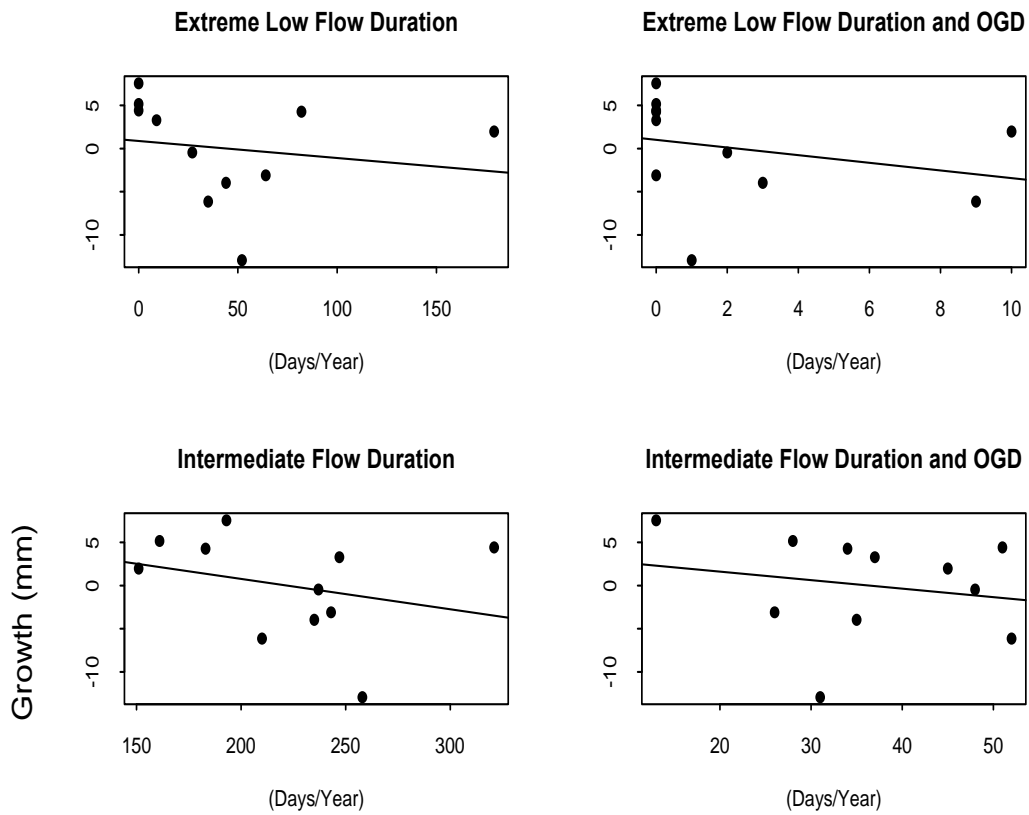 Extreme Low Flow Duration
5
0
-10
0 50 100 150
(Days/Year)
Extreme Low Flow Duration and OGD
5
0
-10
0 2 4 6 8 10
(Days/Year)
Growth (mm)
Intermediate Flow Duration
5
0
-10
150 200 250 300
(Days/Year)
Intermediate Flow Duration and OGD
5
0
-10
20 30 40 50
(Days/Year)